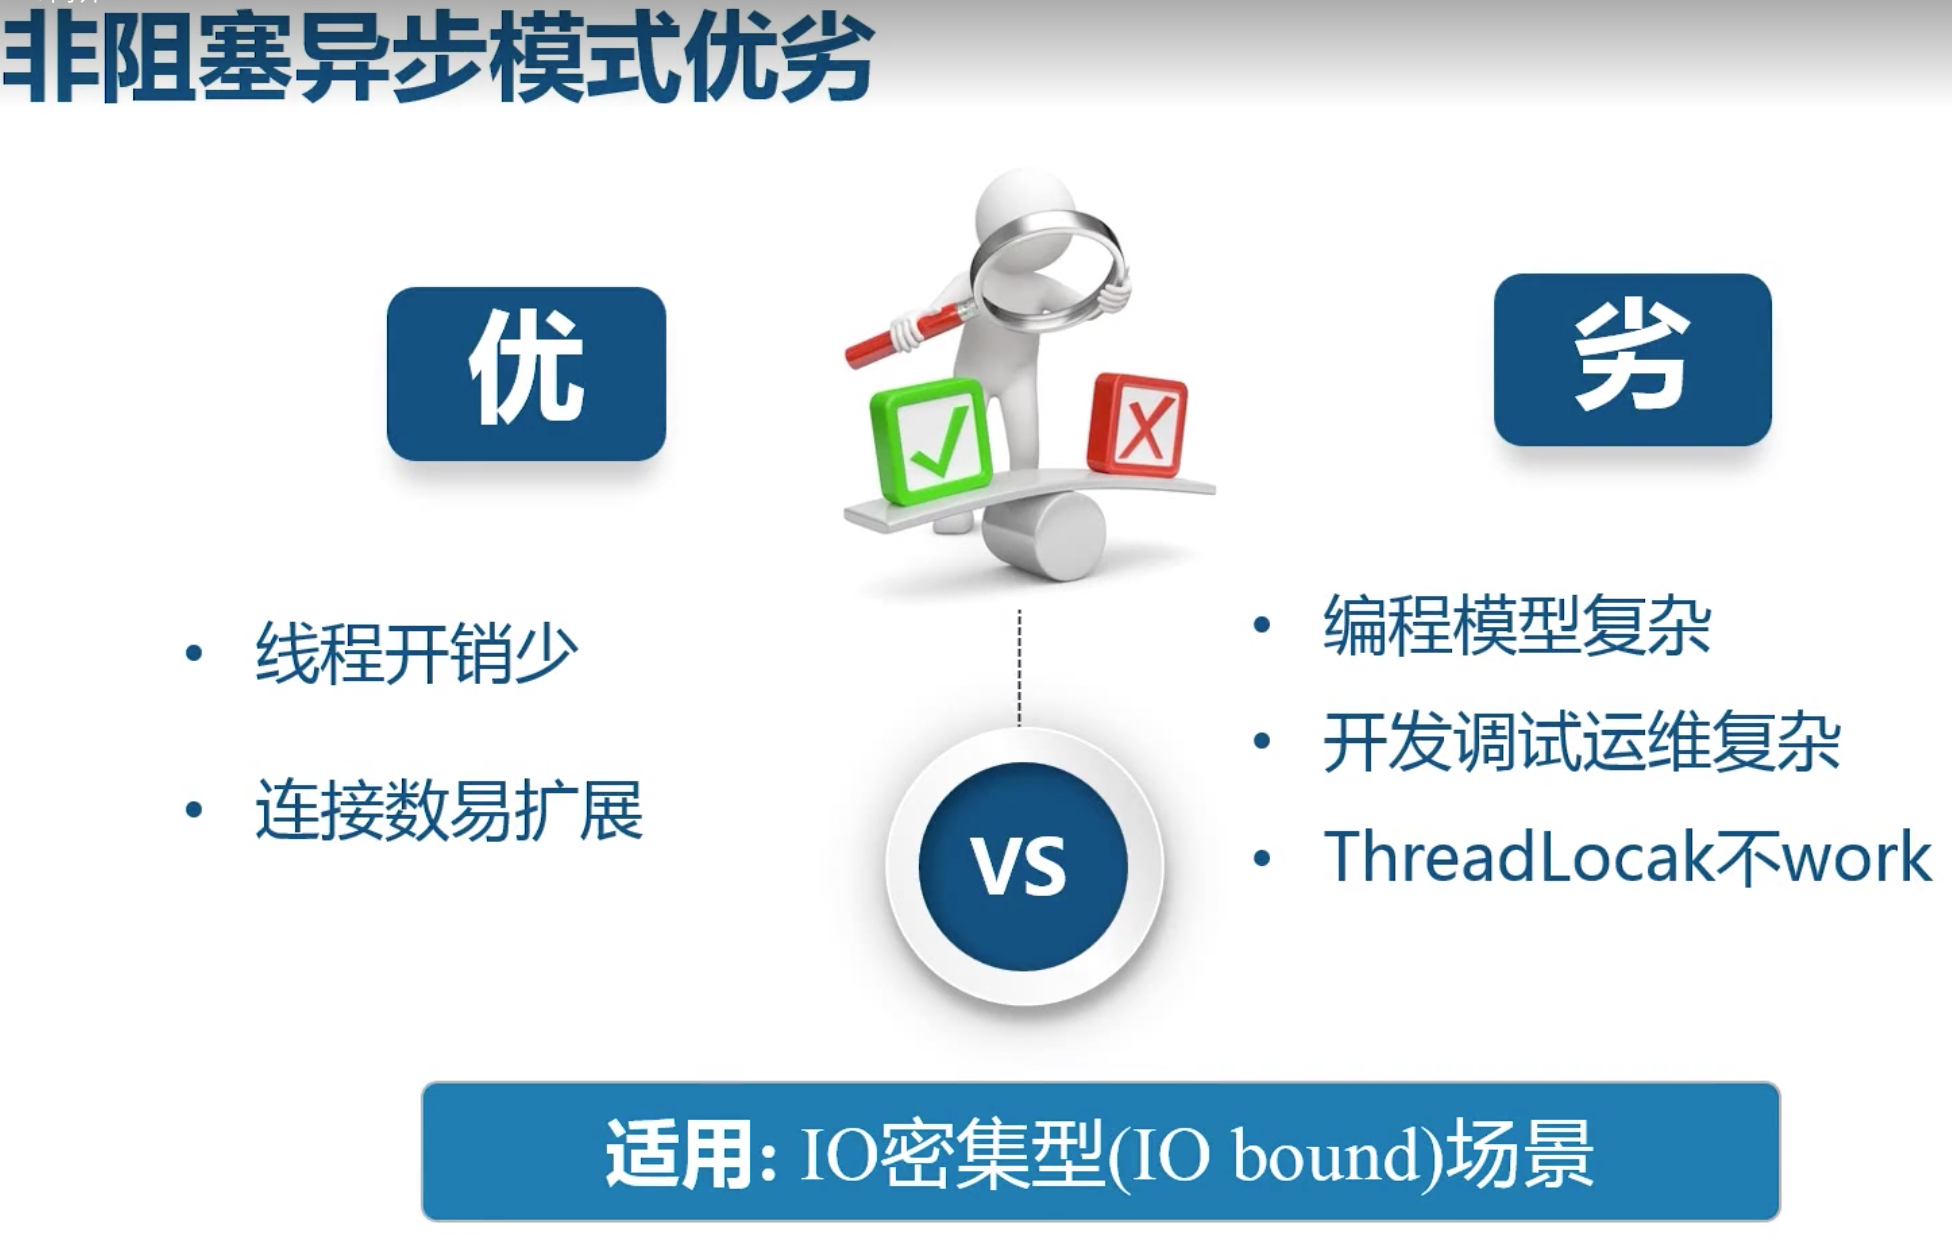 非阻塞异步模式优劣
优
劣
• 线程开销少
• 连接数易扩展
VS
• 编程模型复杂
• 开发调试运维复杂
• ThreadLocak不work
适用: IO密集型(IO bound)场景